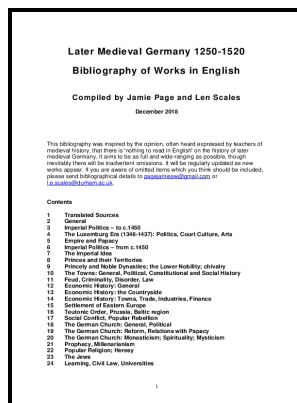 Later Medieval Germany 1250-1520
Bibliography of Works in English
Compiled by Jamie Page and Len Scales
December 2018
This bibliography was inspired by the opinion, often heard expressed by teachers of
medieval history, that there is 'nothing to read in English' on the history of later
medieval Germany. It aims to be as full and wide-ranging as possible, though
inevitably there will be inadvertent omissions. It will be regularly updated as new
works appear. If you are aware of omitted items which you think should be included,
please send bibliographical details to pagejamiesw@gmail.com or
l.e.scales@durham.ac.uk.
Contents
1 Translated Sources
2 General
3 Imperial Politics – to c.1450
4 The Luxemburg Era (1346-1437): Politics, Court Culture, Arts
5 Empire and Papacy
6 Imperial Politics – from c.1450
7 The Imperial Idea
8 Princes and their Territories
9 Princely and Noble Dynasties; the Lower Nobility; chivalry
10 The Towns: General, Political, Constitutional and Social History
11 Feud, Criminality, Disorder, Law
12 Economic History: General
13 Economic History: the Countryside
14 Economic History: Towns, Trade, Industries, Finance
15 Settlement of Eastern Europe
16 Teutonic Order, Prussia, Baltic region
17 Social Conflict, Popular Rebellion
18 The German Church: General, Political
19 The German Church: Reform, Relations with Papacy
20 The German Church: Monasticism; Spirituality; Mysticism
21 Prophecy, Millenarianism
22 Popular Religion; Heresy
23 The Jews
24 Learning, Civil Law, Universities
1